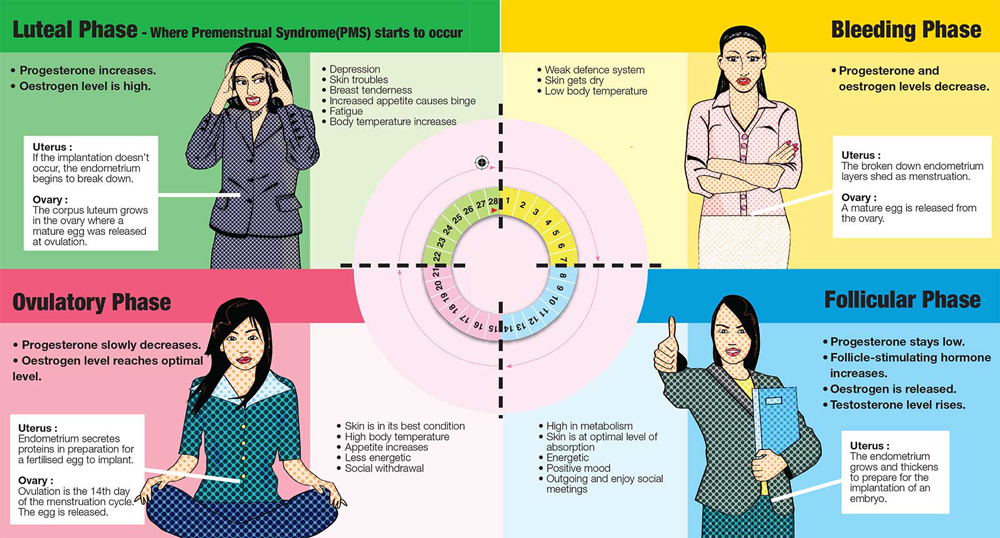 Luteal Phase - Where Premenstrual Syndrome(PMS) starts to occur
• Progesterone increases.
• Oestrogen level is high.
• Depression
• Skin troubles
• Breast tenderness
• Increased appetite causes binge
• Fatigue
• Body temperature increases
Uterus :
If the implantation doesn't
occur, the endometrium
begins to break down.
Ovary :
The corpus luteum grows
in the ovary where a
mature egg was released
at ovulation.
Bleeding Phase
• Weak defence system
• Skin gets dry
• Low body temperature
• Progesterone and
oestrogen levels decrease.
Uterus :
The broken down endometrium
layers shed as menstruation.
Ovary :
A mature egg is released from
the ovary.
1 2 3 4 5 6 7 8 9 10 11 12 13 14 15 16 17 18 19 20 21 22 23 24 25 26 27 28
Ovulatory Phase
• Progesterone slowly decreases.
• Oestrogen level reaches optimal
level.
Uterus :
Endometrium secretes
proteins in preparation for
a fertilised egg to implant.
Ovary :
Ovulation is the 14th day
of the menstruation cycle.
The egg is released.
• Skin is in its best condition
• High body temperature
• Appetite increases
• Less energetic
• Social withdrawal
Follicular Phase
• High in metabolism
• Skin is at optimal level of
absorption
• Energetic
• Positive mood
• Outgoing and enjoy social
meetings
• Progesterone stays low.
• Follicle-stimulating hormone
increases.
• Oestrogen is released.
• Testosterone level rises.
Uterus :
The endometrium
grows and thickens
to prepare for the
implantation of an
embryo.